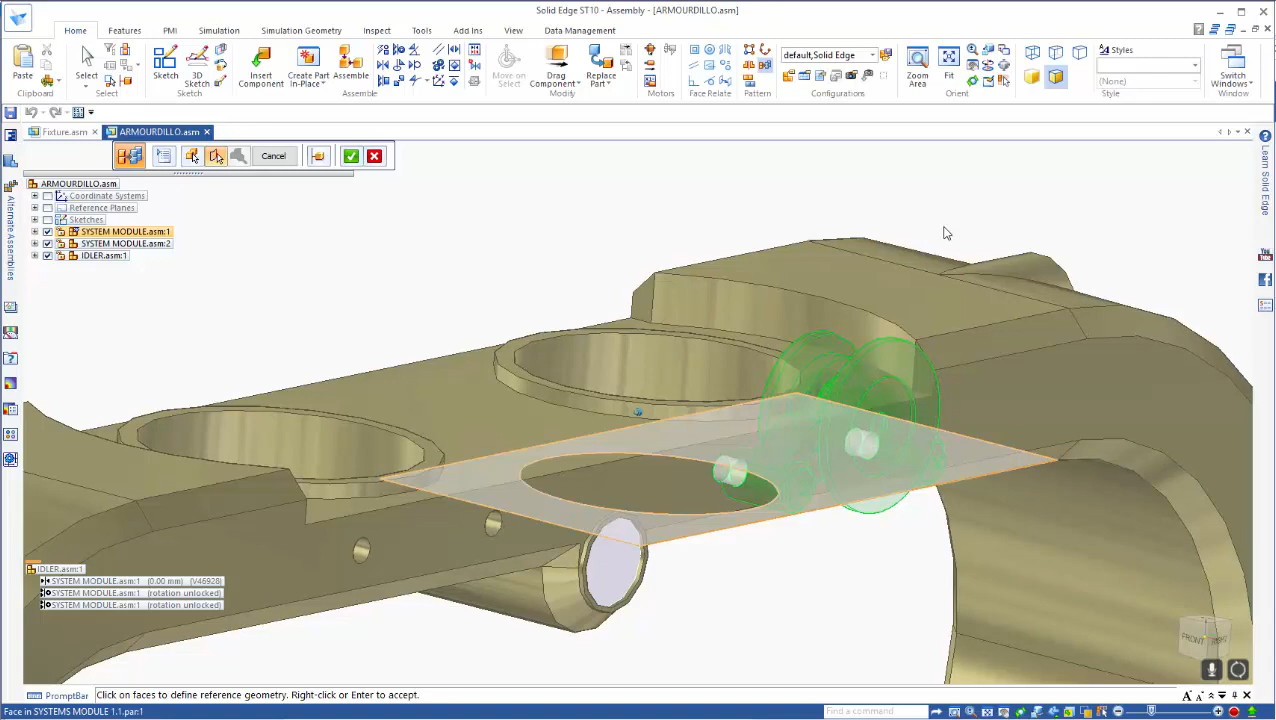 Solid Edge ST10 - Assembly - [ARMOURDILLO.asm]
Home Features PMI Simulation Simulation Geometry Inspect Tools Add Ins View Data Management
Paste Select Sketch 3D Sketch Insert Component Create Part In-Place Assemble Move on Select Drag Component Replace Part default,Solid Edge Zoom Area Fit Styles (None) Switch Windows
Clipboard Select Sketch Assemble Modify Motors Face Relate Pattern Configurations Orient Style Window
Fixture.asm ARMOURDILLO.asm
Cancel
ARMOURDILLO.asm
Coordinate Systems
Reference Planes
Sketches
SYSTEM MODULE.asm:1
SYSTEM MODULE.asm:2
IDLER.asm:1
Alternate Assemblies
Learn Solid Edge
You Tube
IDLER.asm:1
SYSTEM MODULE.asm:1 (0.00 mm) (V46928)
SYSTEM MODULE.asm:1 (rotation unlocked)
SYSTEM MODULE.asm:1 (rotation unlocked)
FRONT
PromptBar Click on faces to define reference geometry. Right-click or Enter to accept.
Face in SYSTEMS MODULE 1.1.par:1 Find a command